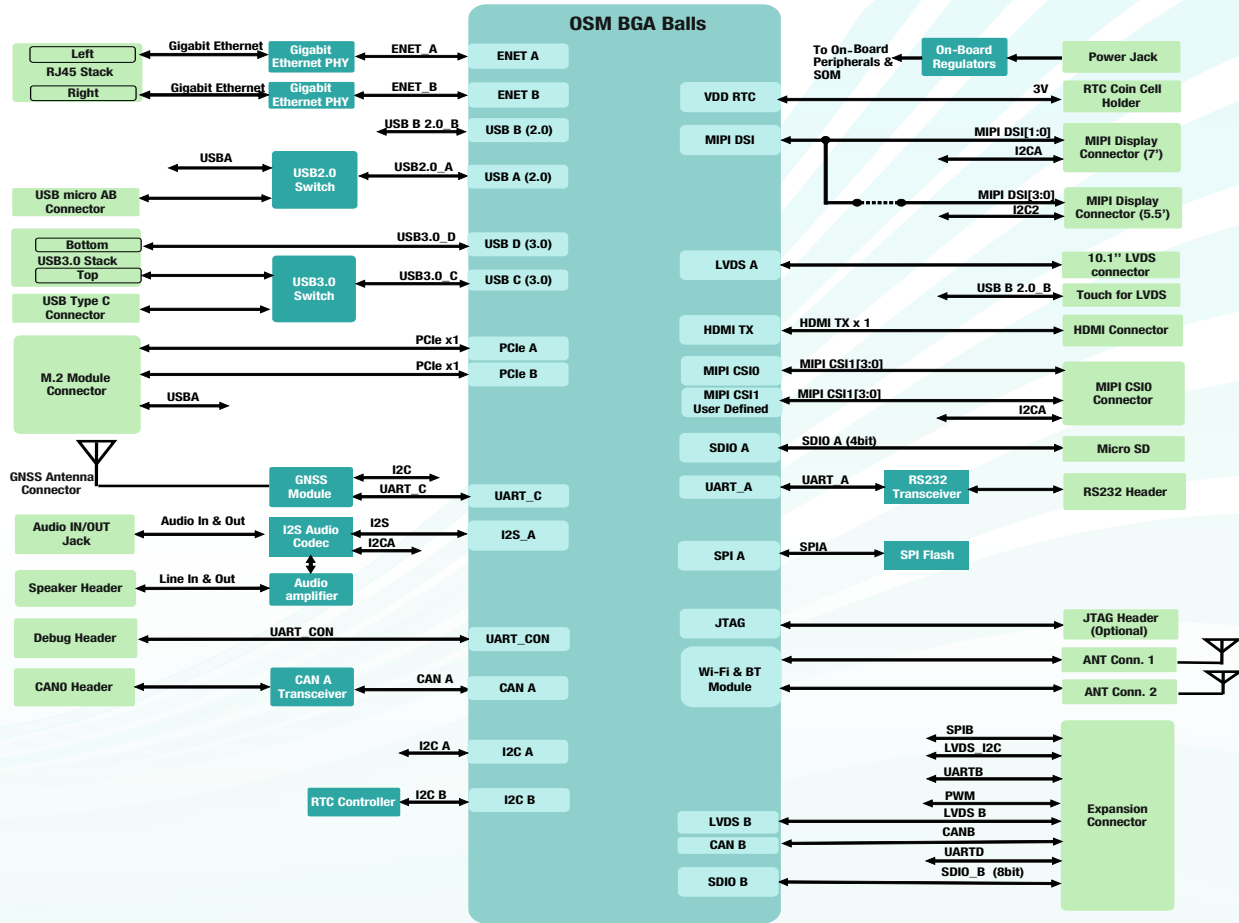 OSM BGA Balls
Left
RJ45 Stack
Right
Gigabit Ethernet
Gigabit
Ethernet PHY
ENET_A
ENET A
Gigabit Ethernet
Gigabit
Ethernet PHY
ENET_B
ENET B
USB B 2.0_B
USB B (2.0)
USBA
USB2.0
Switch
USB2.0_A
USB A (2.0)
USB micro AB
Connector
Bottom
USB3.0 Stack
Top
USB3.0_D
USB D (3.0)
USB3.0
Switch
USB3.0_C
USB C (3.0)
USB Type C
Connector
M.2 Module
Connector
PCIe x1
PCIe A
PCIe x1
PCIe B
USBA
GNSS Antenna
Connector
GNSS
Module
I2C
UART_C
UART_C
Audio IN/OUT
Jack
Audio In & Out
I2S Audio
Codec
I2S
I2CA
I2S_A
Speaker Header
Line In & Out
Audio
amplifier
Debug Header
UART_CON
UART_CON
CAN0 Header
CAN A
Transceiver
CAN A
CAN A
I2C A
I2C A
RTC Controller
I2C B
I2C B
To On-Board
Peripherals &
SOM
On-Board
Regulators
Power Jack
VDD RTC
3V
RTC Coin Cell
Holder
MIPI DSI
MIPI DSI[1:0]
I2CA
MIPI Display
Connector (7')
MIPI DSI[3:0]
I2C2
MIPI Display
Connector (5.5')
LVDS A
10.1'' LVDS
connector
USB B 2.0_B
Touch for LVDS
HDMI TX
HDMI TX x 1
HDMI Connector
MIPI CSI0
MIPI CSI1[3:0]
MIPI CSI1
User Defined
MIPI CSI1[3:0]
I2CA
MIPI CSI0
Connector
SDIO A
SDIO A (4bit)
Micro SD
UART_A
UART_A
RS232
Transceiver
RS232 Header
SPI A
SPIA
SPI Flash
JTAG
JTAG Header
(Optional)
Wi-Fi & BT
Module
ANT Conn. 1
ANT Conn. 2
SPIB
LVDS_I2C
UARTB
PWM
LVDS B
LVDS B
CANB
CAN B
UARTD
SDIO_B (8bit)
SDIO B
Expansion
Connector